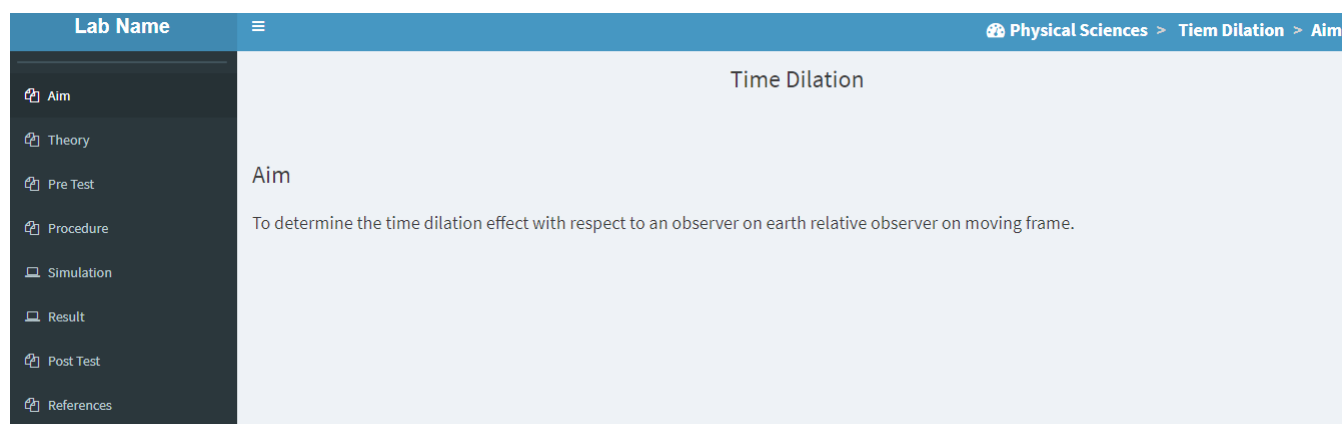 Lab Name
Physical Sciences > Tiem Dilation > Aim
Time Dilation
Aim
Theory
Pre Test
Procedure
Simulation
Result
Post Test
References
Aim
To determine the time dilation effect with respect to an observer on earth relative observer on moving frame.